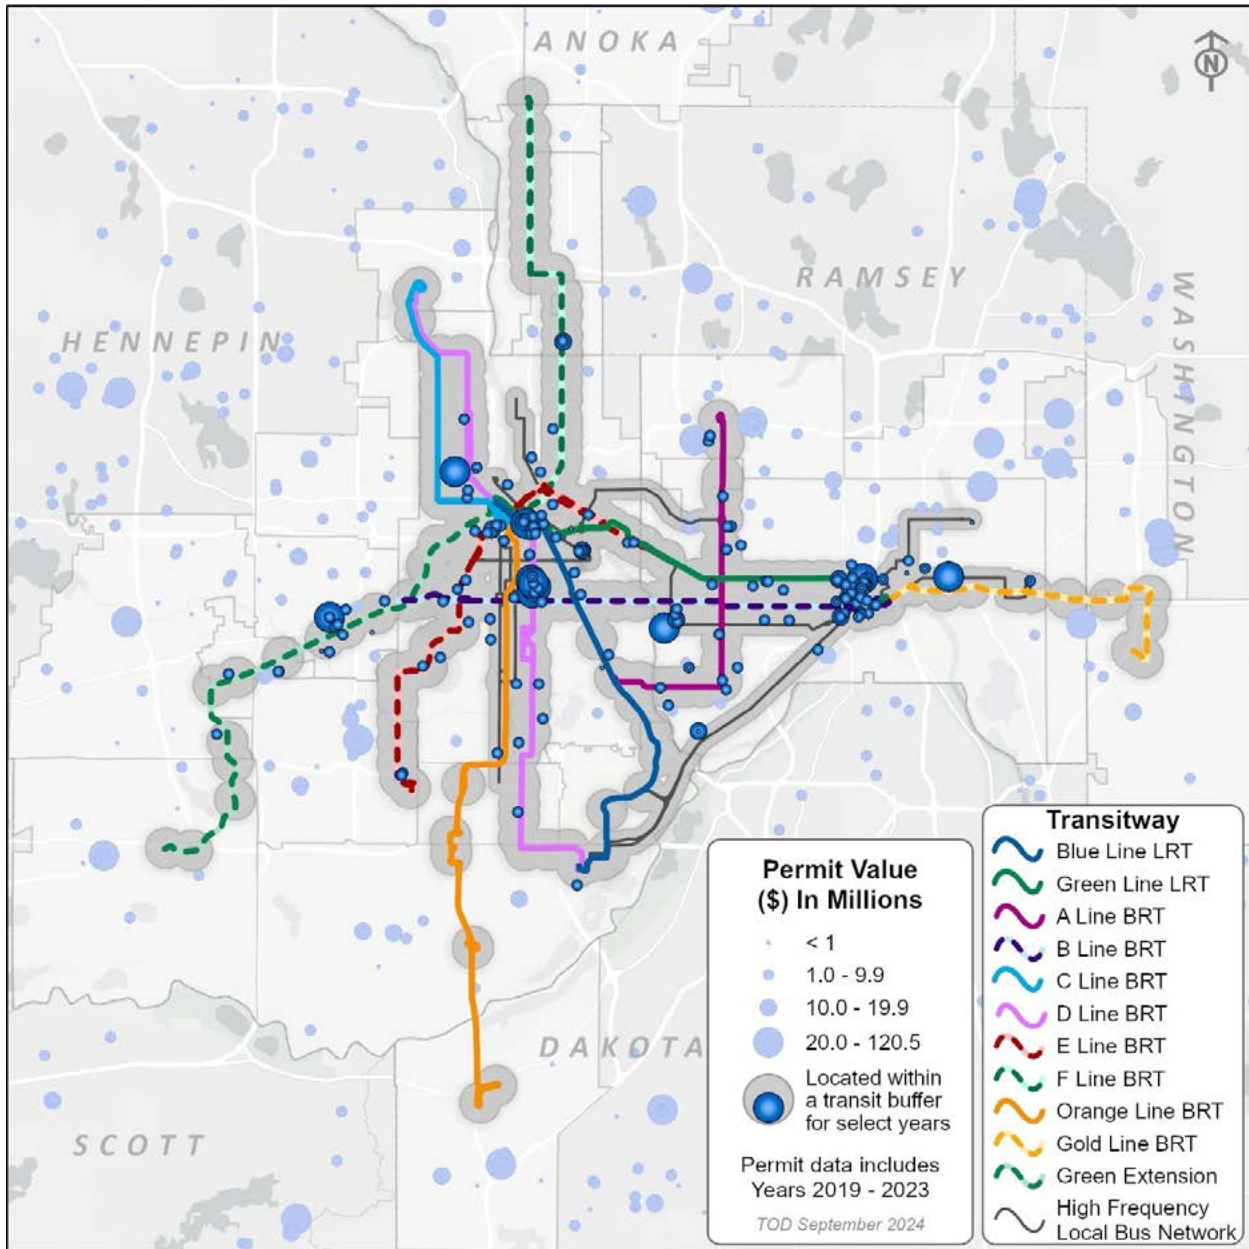 ANOKA
N
RAMSEY
HENNEPIN
WASHINGTON
DAKOTA
SCOTT
Permit Value
($) In Millions
< 1
1.0 - 9.9
10.0 - 19.9
20.0 - 120.5
Located within
a transit buffer
for select years
Permit data includes
Years 2019 - 2023
TOD September 2024
Transitway
Blue Line LRT
Green Line LRT
A Line BRT
B Line BRT
C Line BRT
D Line BRT
E Line BRT
F Line BRT
Orange Line BRT
Gold Line BRT
Green Extension
High Frequency
Local Bus Network